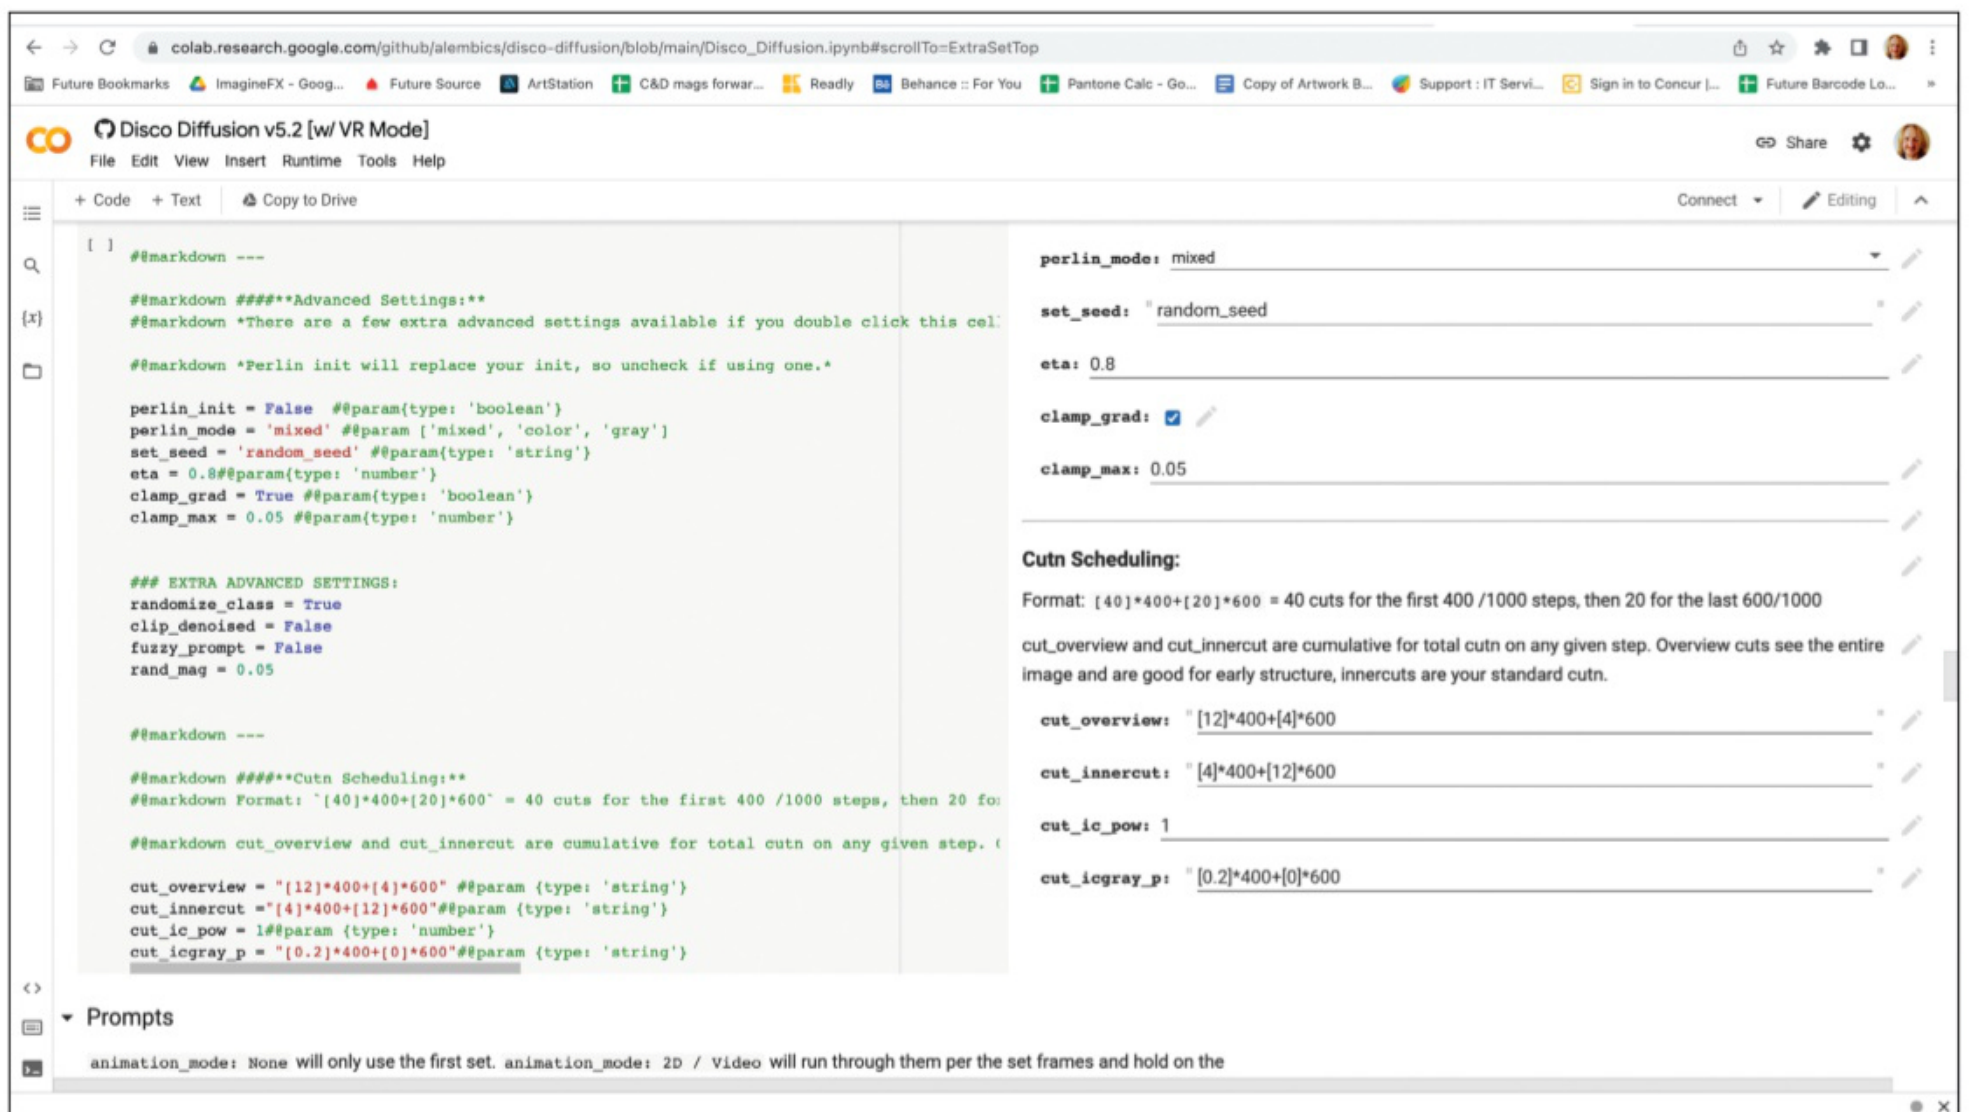 colab.research.google.com/github/alembics/disco-diffusion/blob/main/Disco_Diffusion.ipynb#scrollTo=ExtraSetTop
Future Bookmarks ImagineFX - Goog... Future Source ArtStation C&D mags forwar... Readly Behance :: For You Pantone Calc - Go... Copy of Artwork B... Support : IT Servi... Sign in to Concur |... Future Barcode Lo... »
Disco Diffusion v5.2 [w/ VR Mode]
File Edit View Insert Runtime Tools Help
Share
+ Code + Text Copy to Drive
Connect Editing
[ ]
#@markdown ---
#@markdown ####**Advanced Settings:**
#@markdown *There are a few extra advanced settings available if you double click this cel
#@markdown *Perlin init will replace your init, so uncheck if using one.*
perlin_init = False  #@param{type: 'boolean'}
perlin_mode = 'mixed' #@param ['mixed', 'color', 'gray']
set_seed = 'random_seed' #@param{type: 'string'}
eta = 0.8#@param{type: 'number'}
clamp_grad = True #@param{type: 'boolean'}
clamp_max = 0.05 #@param{type: 'number'}
### EXTRA ADVANCED SETTINGS:
randomize_class = True
clip_denoised = False
fuzzy_prompt = False
rand_mag = 0.05
#@markdown ---
#@markdown ####**Cutn Scheduling:**
#@markdown Format: `[40]*400+[20]*600` = 40 cuts for the first 400 /1000 steps, then 20 fo
#@markdown cut_overview and cut_innercut are cumulative for total cutn on any given step.
cut_overview = "[12]*400+[4]*600" #@param {type: 'string'}
cut_innercut ="[4]*400+[12]*600"#@param {type: 'string'}
cut_ic_pow = 1#@param {type: 'number'}
cut_icgray_p = "[0.2]*400+[0]*600"#@param {type: 'string'}
perlin_mode: mixed
set_seed: "random_seed"
eta: 0.8
clamp_grad:
clamp_max: 0.05
Cutn Scheduling:
Format: [40]*400+[20]*600 = 40 cuts for the first 400 /1000 steps, then 20 for the last 600/1000
cut_overview and cut_innercut are cumulative for total cutn on any given step. Overview cuts see the entire
image and are good for early structure, innercuts are your standard cutn.
cut_overview: "[12]*400+[4]*600"
cut_innercut: "[4]*400+[12]*600"
cut_ic_pow: 1
cut_icgray_p: "[0.2]*400+[0]*600"
Prompts
animation_mode: None will only use the first set. animation_mode: 2D / Video will run through them per the set frames and hold on the